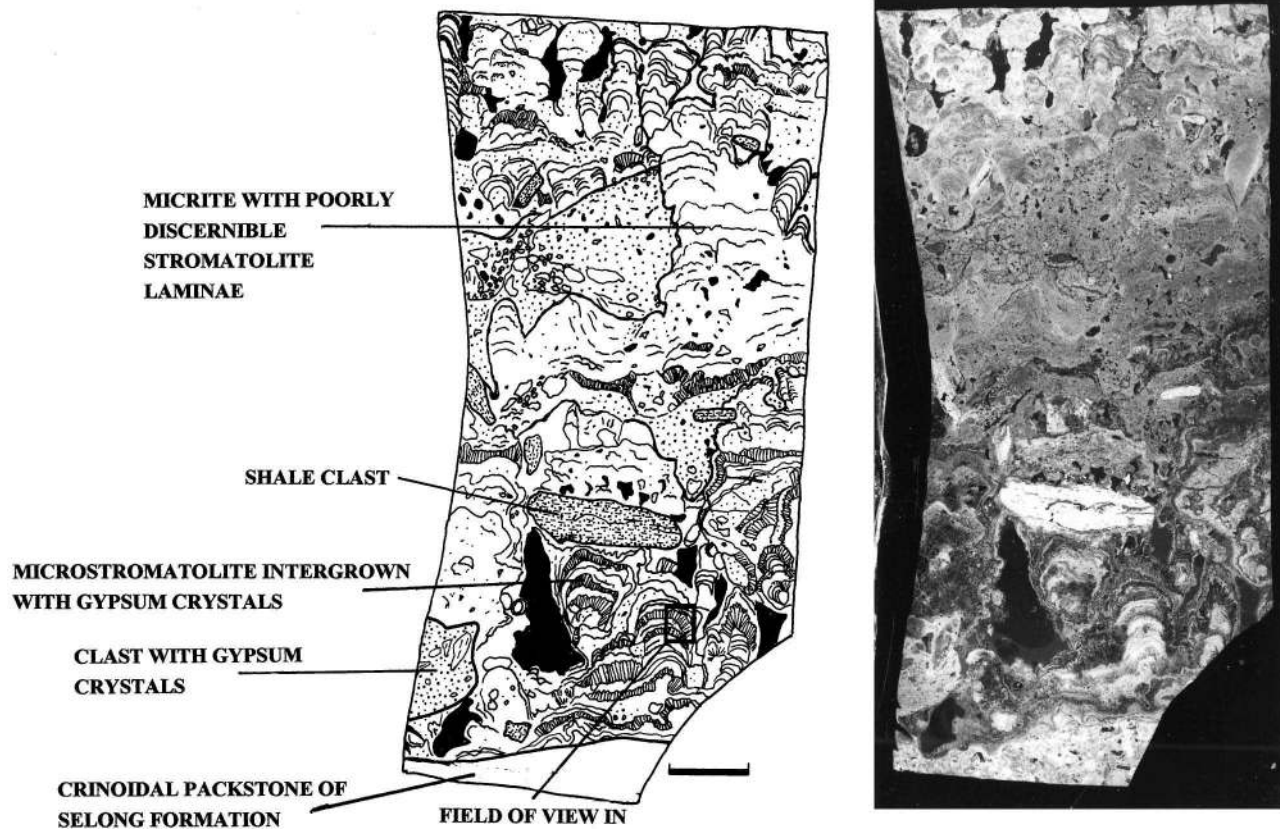 MICRITE WITH POORLY
DISCERNIBLE
STROMATOLITE
LAMINAE
SHALE CLAST
MICROSTROMATOLITE INTERGROWN
WITH GYPSUM CRYSTALS
CLAST WITH GYPSUM
CRYSTALS
CRINOIDAL PACKSTONE OF
SELONG FORMATION
FIELD OF VIEW IN